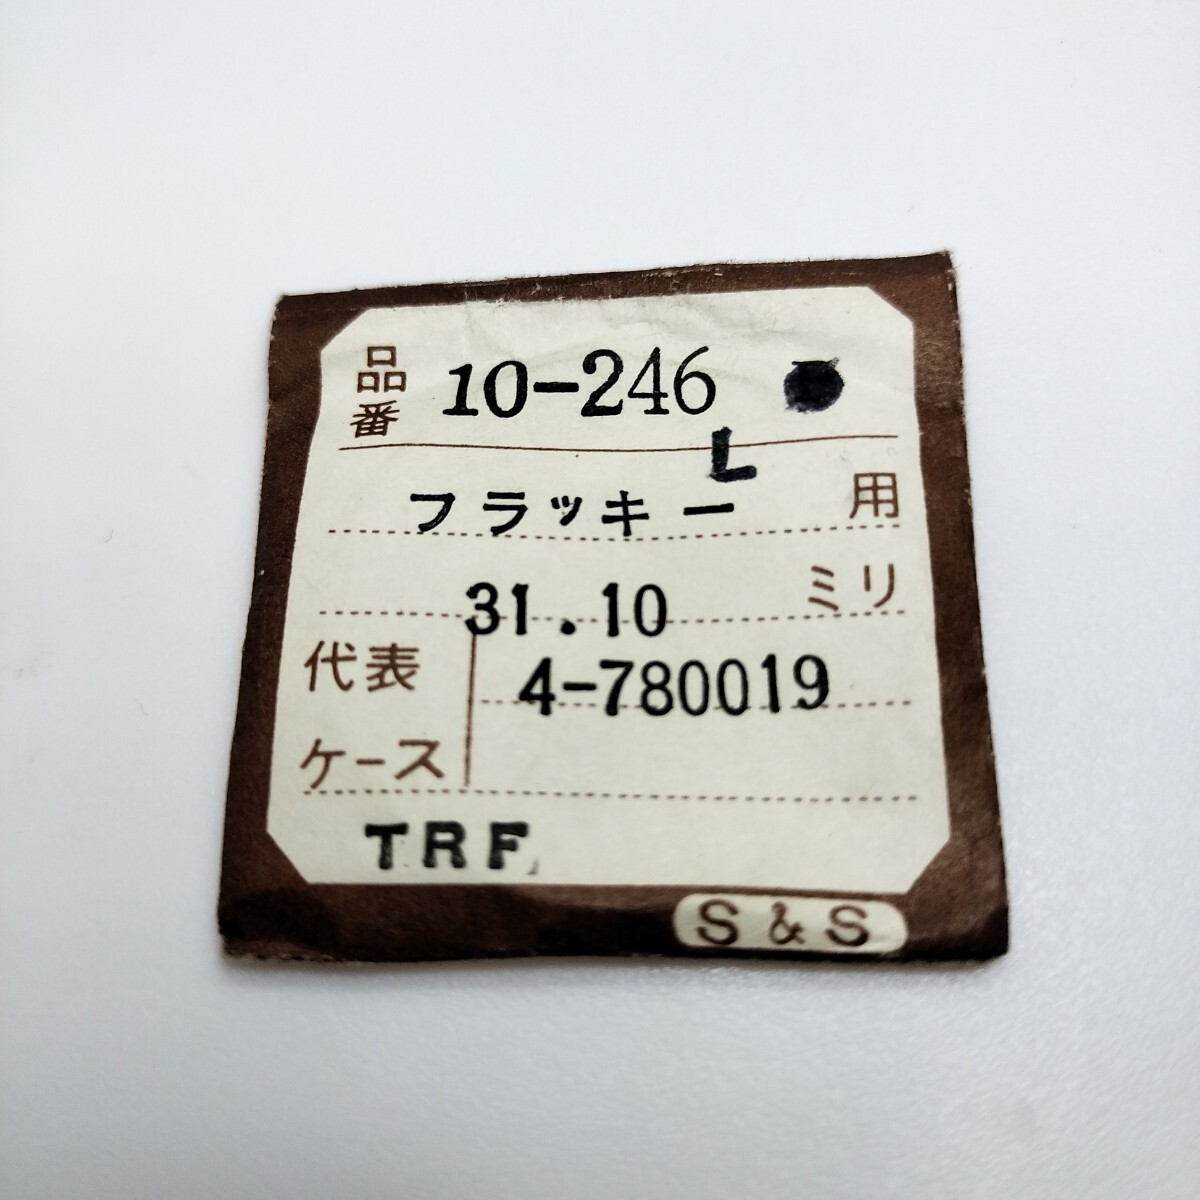 品番 10-246
L
フラッキー 用
31.10 ミリ
代表ケース 4-780019
TRF
S&S